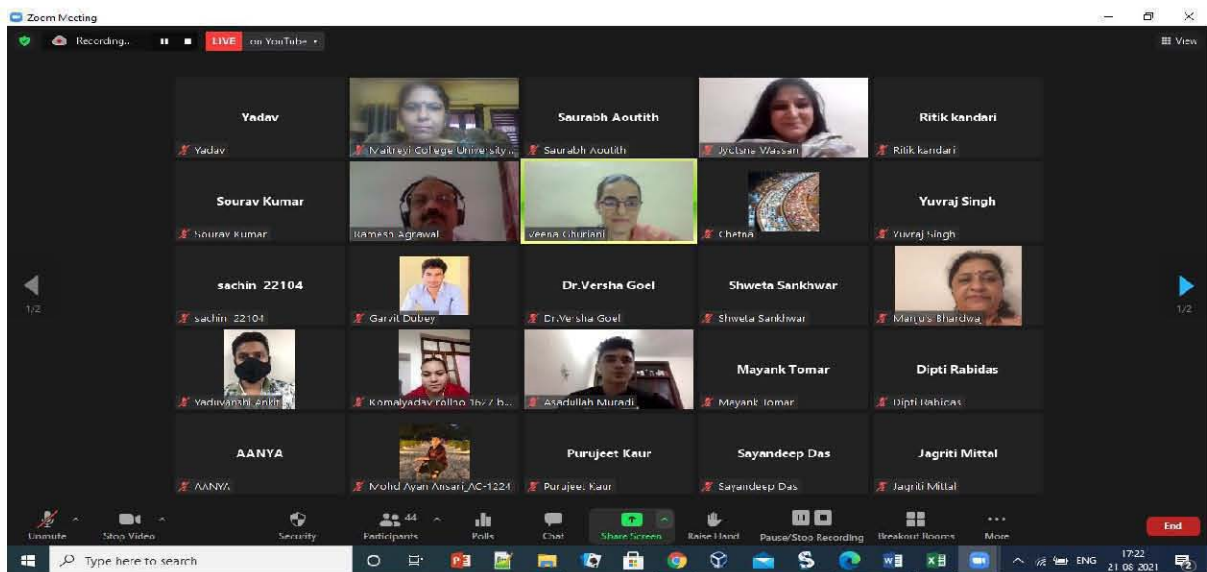 Zoom Meeting
Recording...
LIVE on YouTube
View
Yadav
Saurabh Aoutith
Ritik kandari
Yadav
Maitreyi College University...
Saurabh Aoutith
Jyotsna Wassan
Ritik kandari
Sourav Kumar
Yuvraj Singh
Sourav Kumar
Ramesh Agrawal
Veena Ghuriani
Chetna
Yuvraj Singh
sachin 22104
Dr.Versha Goel
Shweta Sankhwar
sachin 22104
Garvit Dubey
Dr.Versha Goel
Shweta Sankhwar
Bhardwa
1/2
1/2
Mayank Tomar
Dipti Rabidas
Yaduvanshi Ankit
Komalyadav rollno 1627 b...
Asadullah Muradi
Mayank Tomar
Dipti Rabidas
AANYA
Purujeet Kaur
Sayandeep Das
Jagriti Mittal
AANYA
Mohd Ayan Ansari_AC-1224
Purujeet Kaur
Sayandeep Das
Jagriti Mittal
44
Unmute
Stop Video
Security
Participants
Polls
Chat
Share Screen
Raise Hand
Pause/Stop Recording
Breakout Rooms
More
End
Type here to search
ENG
17:22
21-08-2021